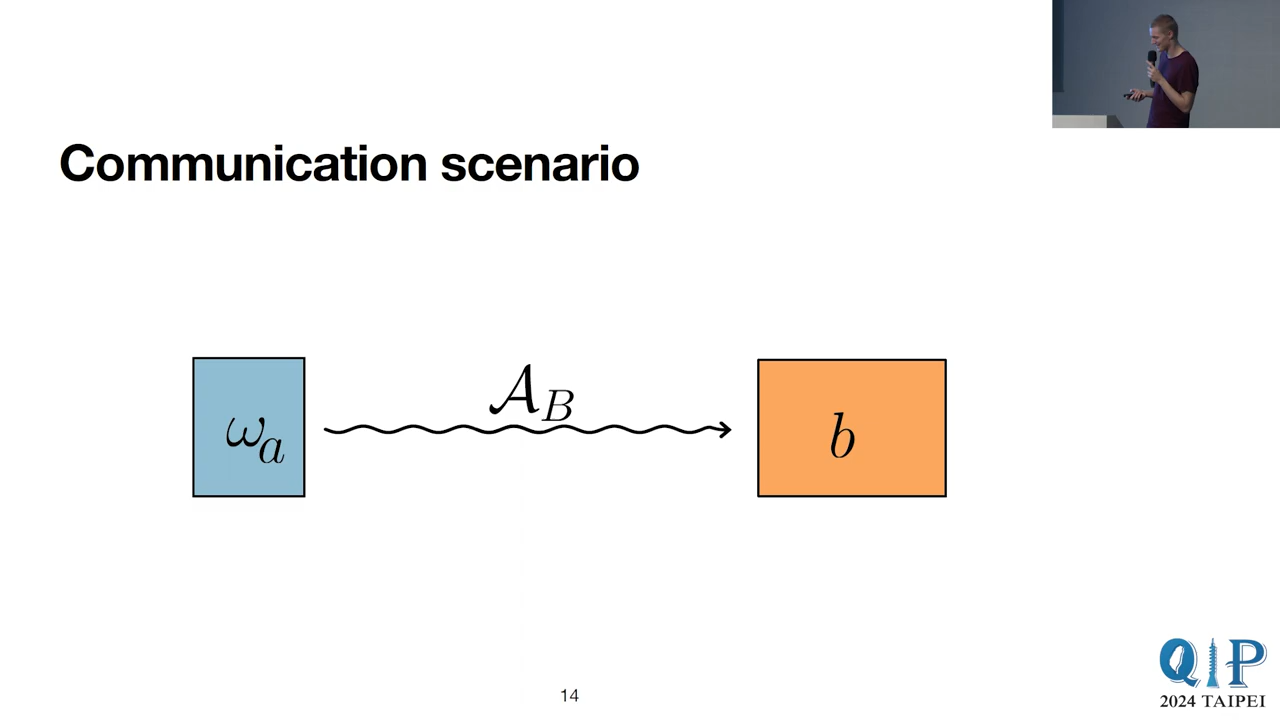 Communication scenario
ω_a
𝒜_B
b
14
QIP
2024 TAIPEI